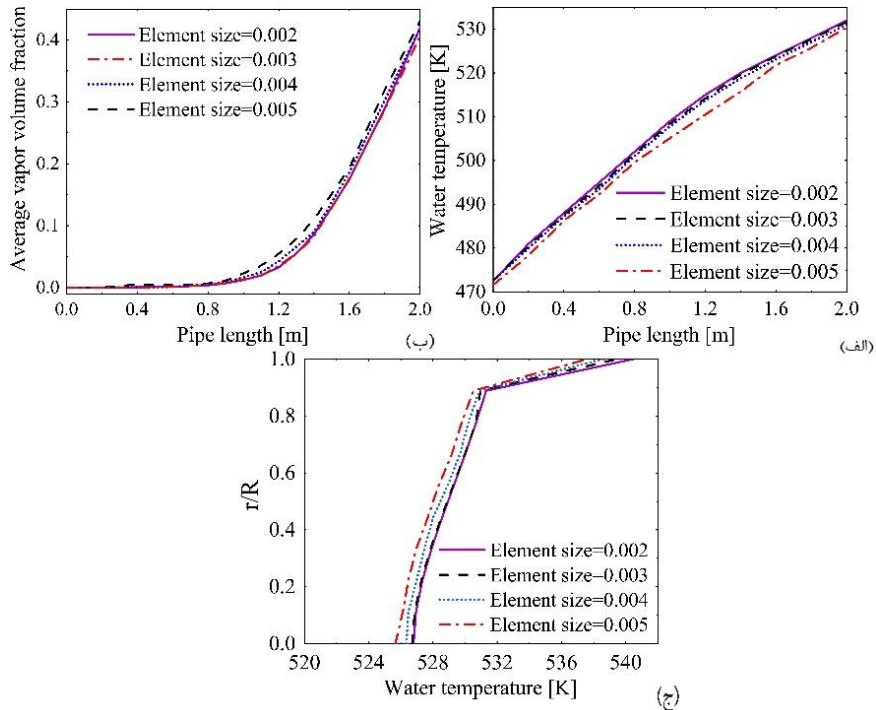 Average vapor volume fraction
0.4
0.3
0.2
0.1
0.0
Element size=0.002
Element size=0.003
Element size=0.004
Element size=0.005
0.0 0.4 0.8 1.2 1.6 2.0
Pipe length [m]
(ب)
Water temperature [K]
530
520
510
500
490
480
470
Element size=0.002
Element size=0.003
Element size=0.004
Element size=0.005
0.0 0.4 0.8 1.2 1.6 2.0
Pipe length [m]
(الف)
r/R
1.0
0.8
0.6
0.4
0.2
0.0
Element size=0.002
Element size=0.003
Element size=0.004
Element size=0.005
520 524 528 531 536 540
Water temperature [K]
(ج)